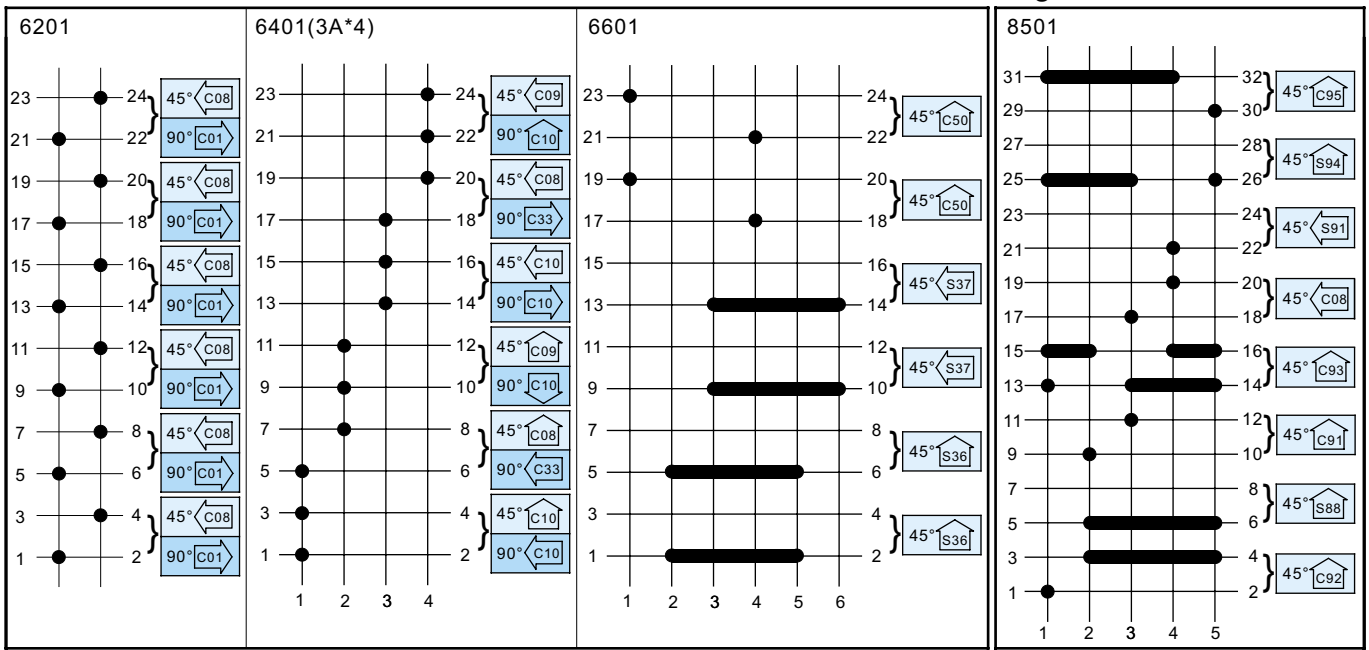 6201
23 24 45° C08
21 22 90° C01
19 20 45° C08
17 18 90° C01
15 16 45° C08
13 14 90° C01
11 12 45° C08
9 10 90° C01
7 8 45° C08
5 6 90° C01
3 4 45° C08
1 2 90° C01
6401(3A*4)
23 24 45° C09
21 22 90° C10
19 20 45° C08
17 18 90° C33
15 16 45° C10
13 14 90° C10
11 12 45° C09
9 10 90° C10
7 8 45° C08
5 6 90° C33
3 4 45° C10
1 2 90° C10
1 2 3 4
6601
23 24
45° C50
21 22
19 20
45° C50
17 18
15 16
45° S37
13 14
11 12
45° S37
9 10
7 8
45° S36
5 6
3 4
45° S36
1 2
1 2 3 4 5 6
8501
31 32
45° C95
29 30
27 28
45° S94
25 26
23 24
45° S91
21 22
19 20
45° C08
17 18
15 16
45° C93
13 14
11 12
45° C91
9 10
7 8
45° S88
5 6
3 4
45° C92
1 2
1 2 3 4 5